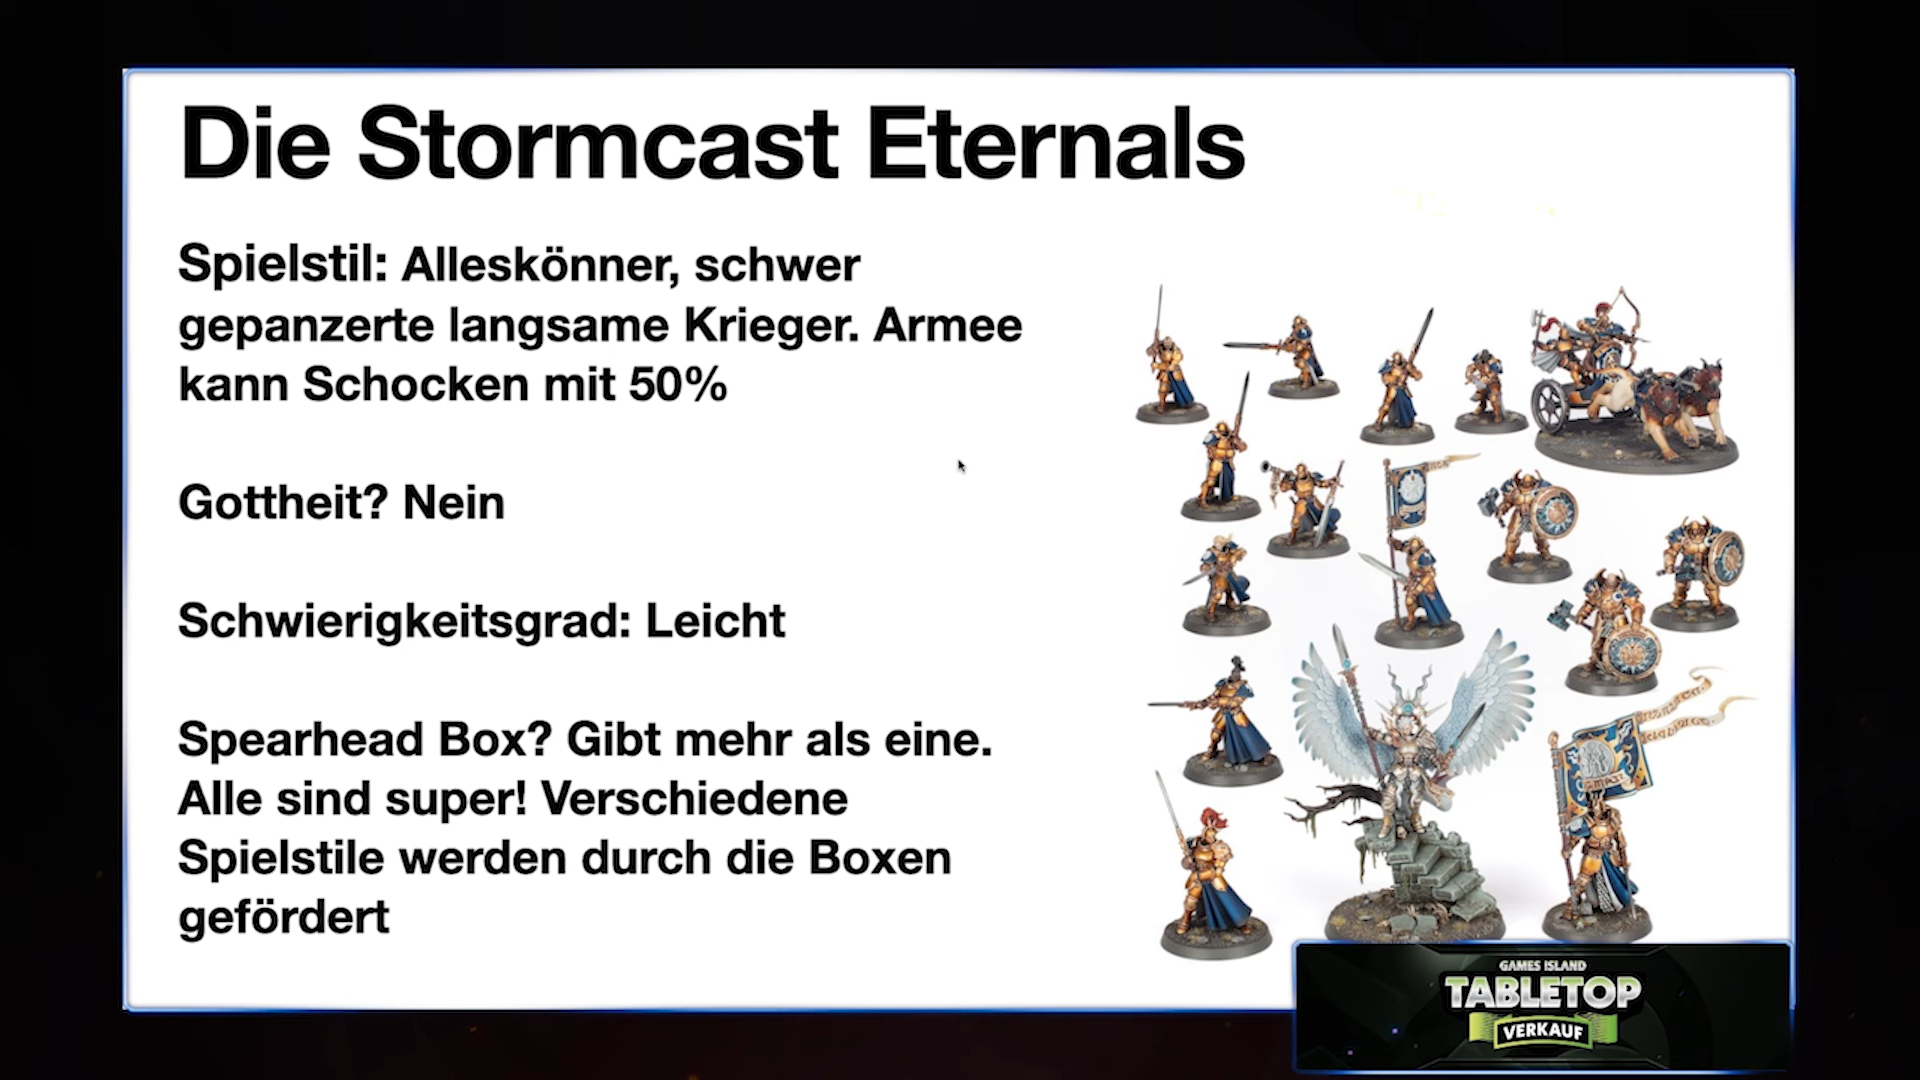 Die Stormcast Eternals
Spielstil: Alleskönner, schwer
gepanzerte langsame Krieger. Armee
kann Schocken mit 50%
Gottheit? Nein
Schwierigkeitsgrad: Leicht
Spearhead Box? Gibt mehr als eine.
Alle sind super! Verschiedene
Spielstile werden durch die Boxen
gefördert
GAMES ISLAND
TABLETOP
VERKAUF